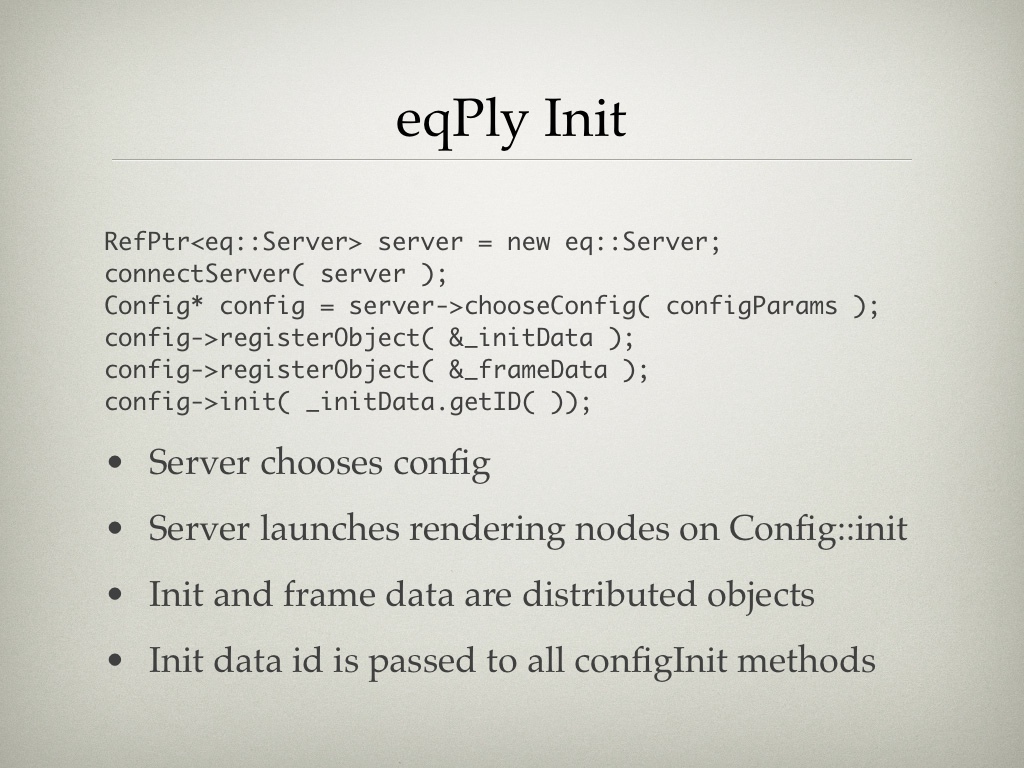 eqPly Init
RefPtr<eq::Server> server = new eq::Server;
connectServer( server );
Config* config = server->chooseConfig( configParams );
config->registerObject( &_initData );
config->registerObject( &_frameData );
config->init( _initData.getID( ));
• Server chooses config
• Server launches rendering nodes on Config::init
• Init and frame data are distributed objects
• Init data id is passed to all configInit methods